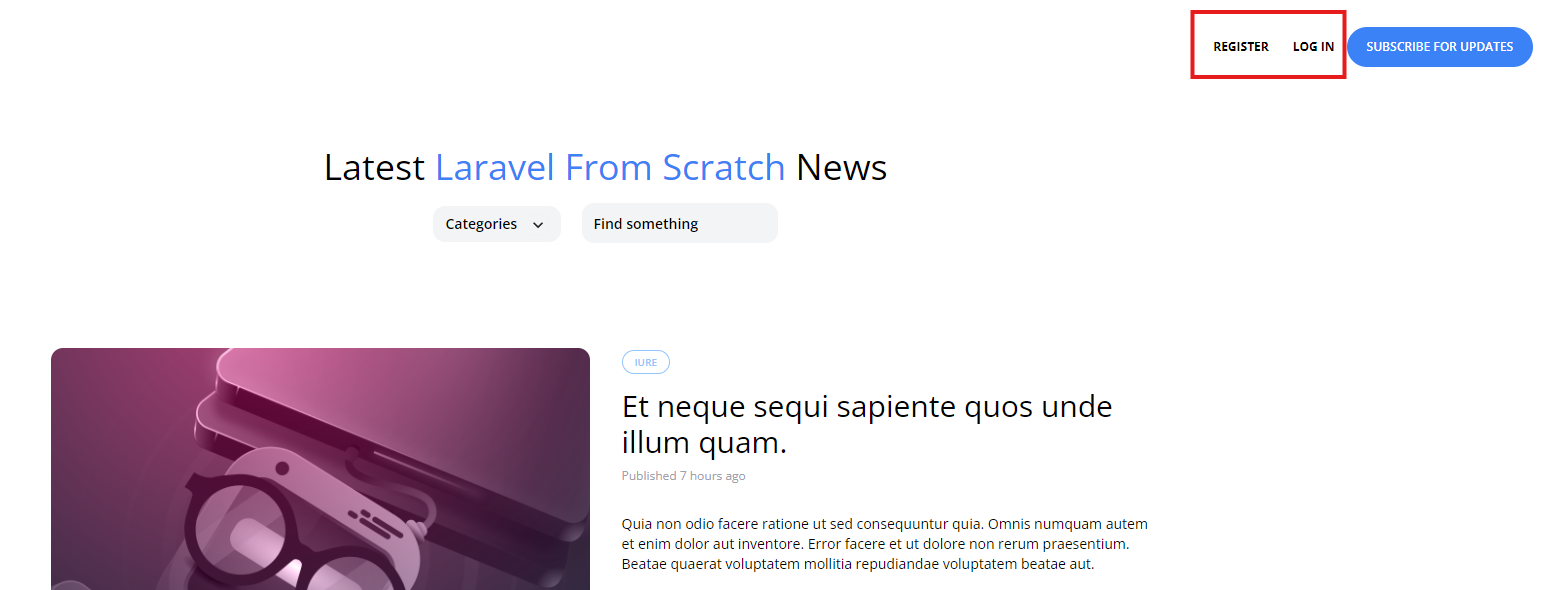 REGISTER LOG IN SUBSCRIBE FOR UPDATES
Latest Laravel From Scratch News
Categories Find something
IURE
Et neque sequi sapiente quos unde
illum quam.
Published 7 hours ago
Quia non odio facere ratione ut sed consequuntur quia. Omnis numquam autem
et enim dolor aut inventore. Error facere et ut dolore non rerum praesentium.
Beatae quaerat voluptatem mollitia repudiandae voluptatem beatae aut.